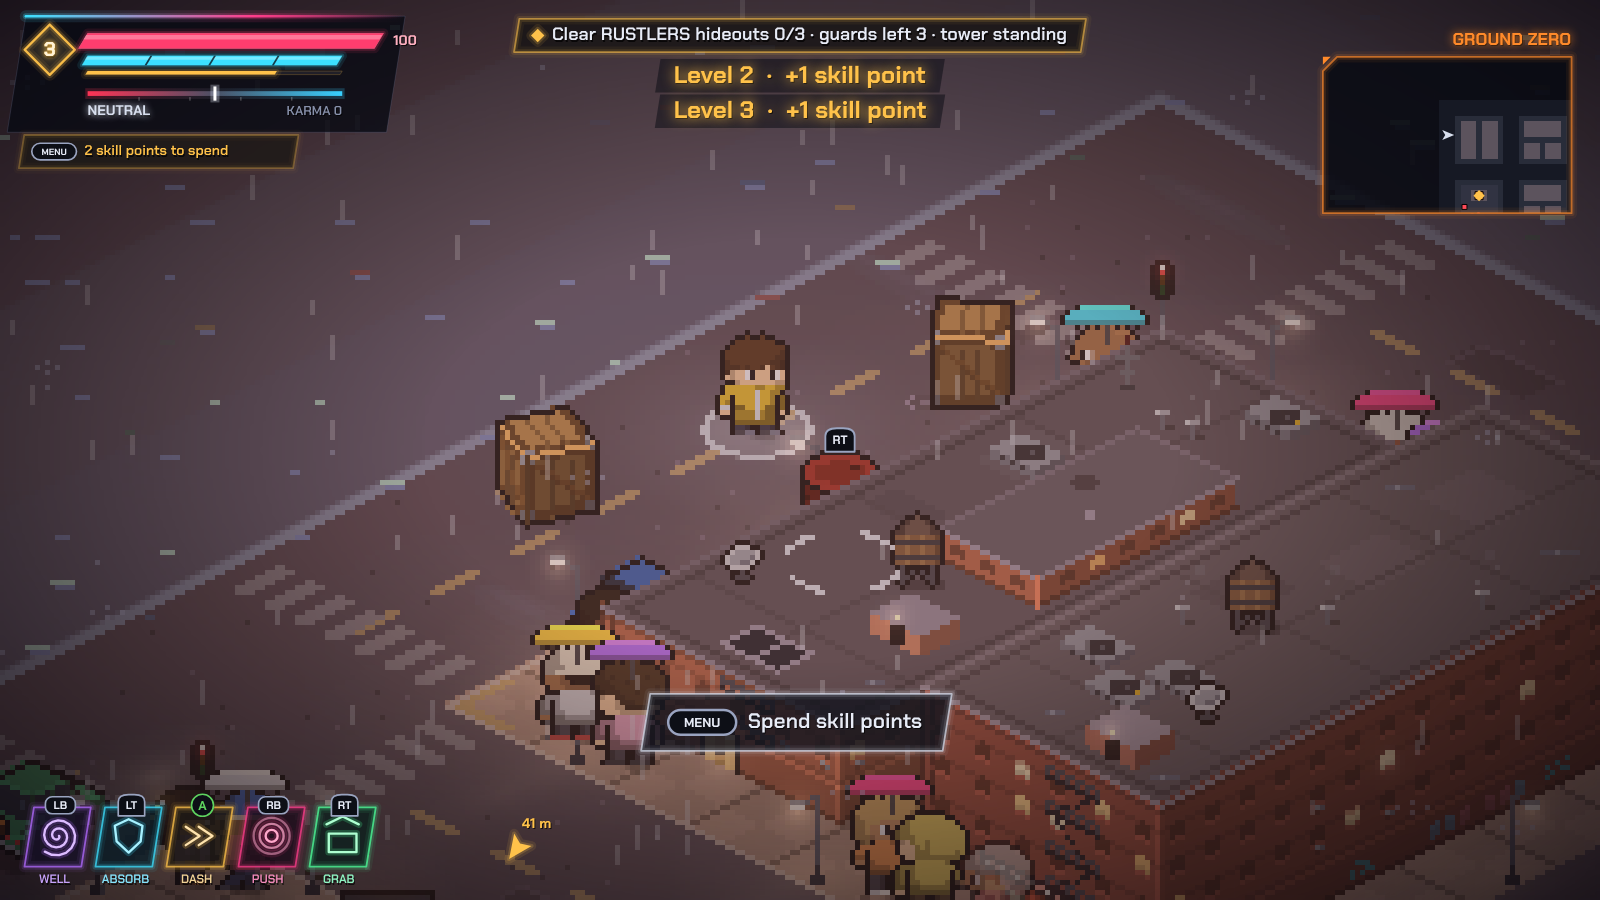 3
100
NEUTRAL
KARMA 0
MENU 2 skill points to spend
Clear RUSTLERS hideouts 0/3 · guards left 3 · tower standing
Level 2 · +1 skill point
Level 3 · +1 skill point
GROUND ZERO
RT
MENU Spend skill points
41 m
LB LT A RB RT
WELL ABSORB DASH PUSH GRAB